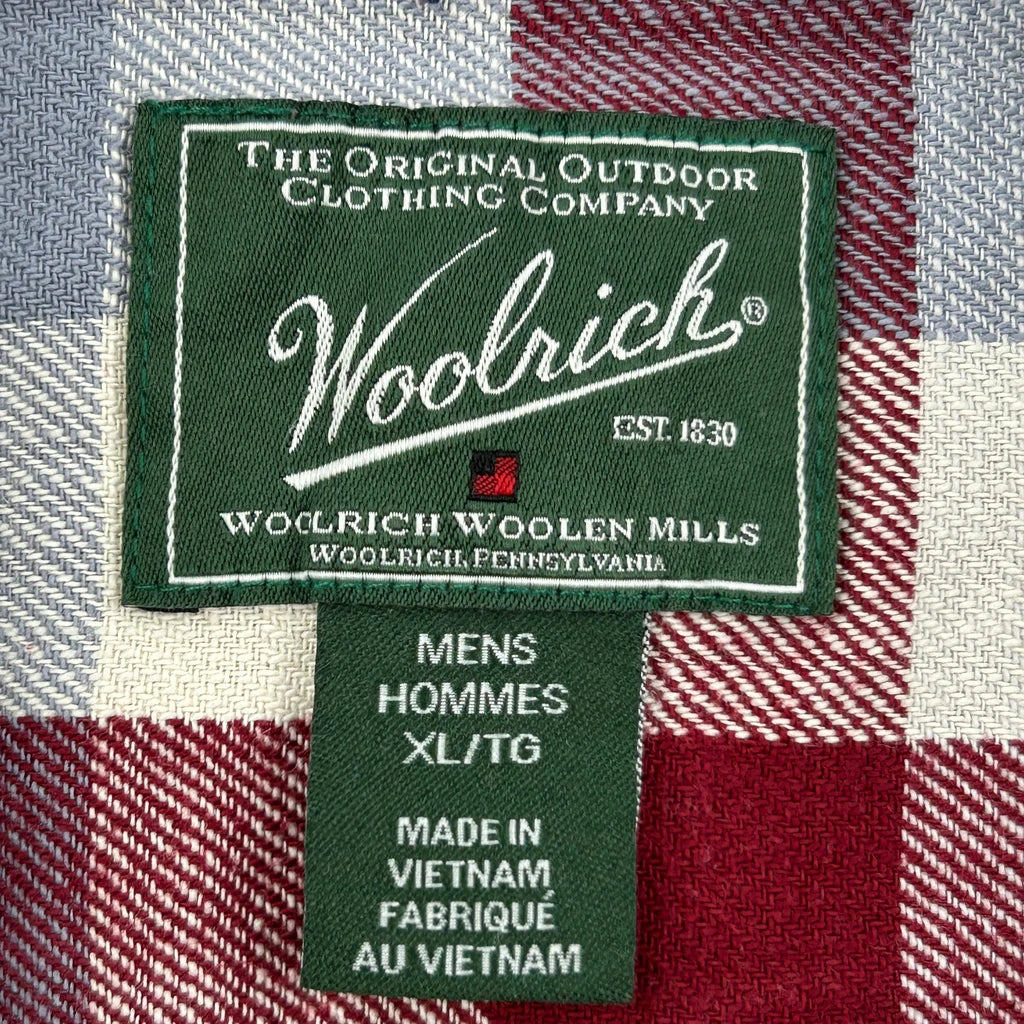 THE ORIGINAL OUTDOOR
CLOTHING COMPANY
Woolrich®
EST. 1830
WOOLRICH WOOLEN MILLS
WOOLRICH, PENNSYLVANIA
MENS
HOMMES
XL/TG
MADE IN
VIETNAM
FABRIQUÉ
AU VIETNAM